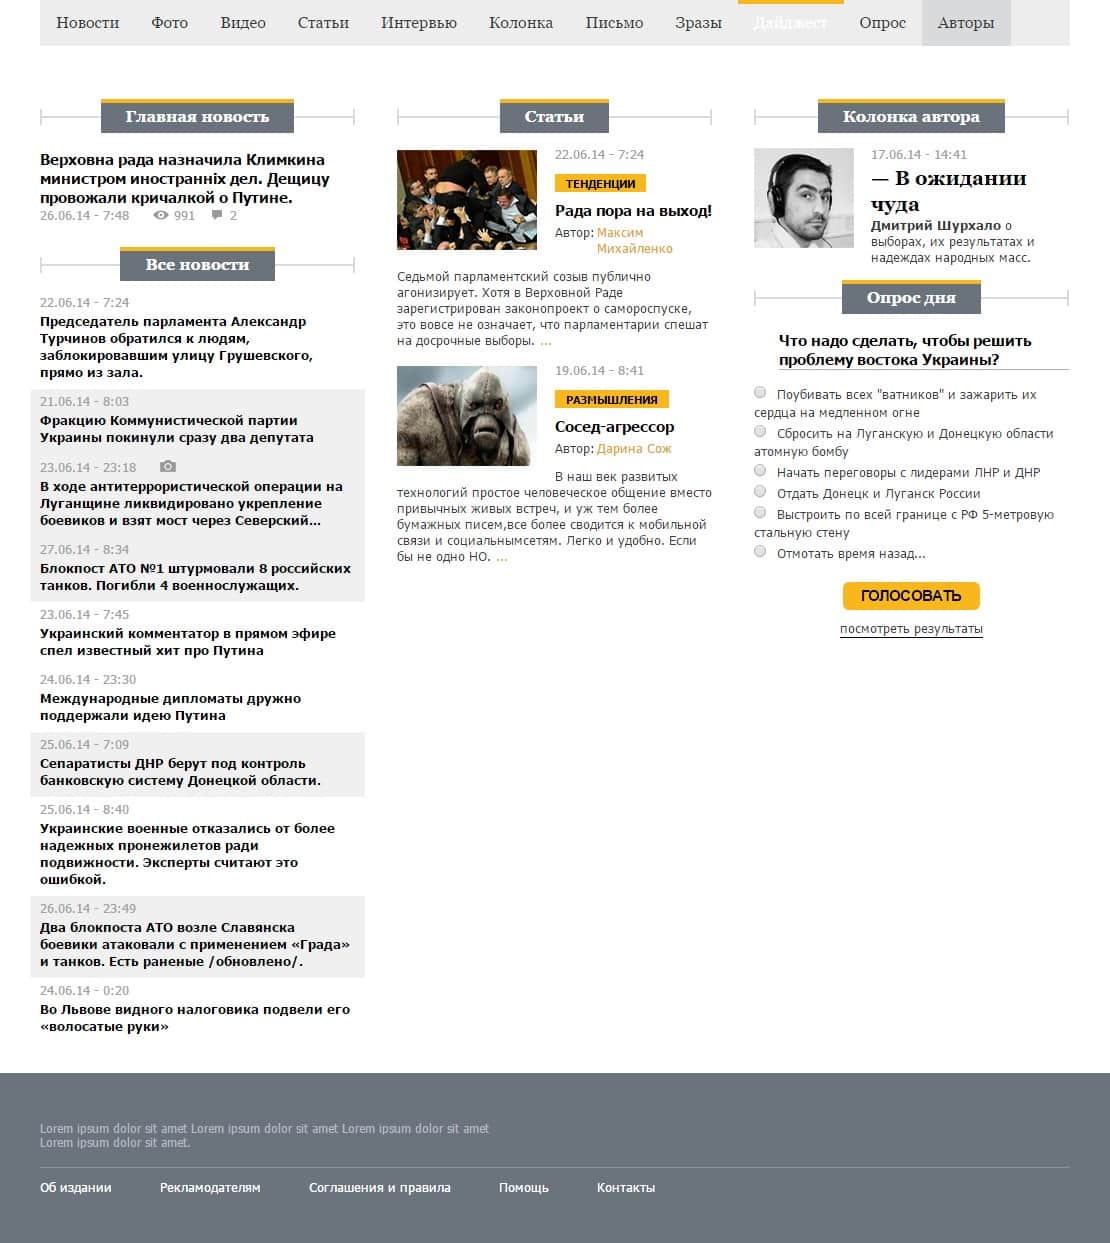 Новости Фото Видео Статьи Интервью Колонка Письмо Зразы Дайджест Опрос Авторы
Главная новость
Верховна рада назначила Климкина
министром иностранніх дел. Дещицу
провожали кричалкой о Путине.
26.06.14 - 7:48 991 2
Все новости
22.06.14 - 7:24
Председатель парламента Александр
Турчинов обратился к людям,
заблокировавшим улицу Грушевского,
прямо из зала.
21.06.14 - 8:03
Фракцию Коммунистической партии
Украины покинули сразу два депутата
23.06.14 - 23:18
В ходе антитеррористической операции на
Луганщине ликвидировано укрепление
боевиков и взят мост через Северский...
27.06.14 - 8:34
Блокпост АТО №1 штурмовали 8 российских
танков. Погибли 4 военнослужащих.
23.06.14 - 7:45
Украинский комментатор в прямом эфире
спел известный хит про Путина
24.06.14 - 23:30
Международные дипломаты дружно
поддержали идею Путина
25.06.14 - 7:09
Сепаратисты ДНР берут под контроль
банковскую систему Донецкой области.
25.06.14 - 8:40
Украинские военные отказались от более
надежных пронежилетов ради
подвижности. Эксперты считают это
ошибкой.
26.06.14 - 23:49
Два блокпоста АТО возле Славянска
боевики атаковали с применением «Града»
и танков. Есть раненые /обновлено/.
24.06.14 - 0:20
Во Львове видного налоговика подвели его
«волосатые руки»
Статьи
22.06.14 - 7:24
ТЕНДЕНЦИИ
Рада пора на выход!
Автор: Максим
Михайленко
Седьмой парламентский созыв публично
агонизирует. Хотя в Верховной Раде
зарегистрирован законопроект о самороспуске,
это вовсе не означает, что парламентарии спешат
на досрочные выборы. ...
19.06.14 - 8:41
РАЗМЫШЛЕНИЯ
Сосед-агрессор
Автор: Дарина Сож
В наш век развитых
технологий простое человеческое общение вместо
привычных живых встреч, и уж тем более
бумажных писем,все более сводится к мобильной
связи и социальнымсетям. Легко и удобно. Если
бы не одно НО. ...
Колонка автора
17.06.14 - 14:41
— В ожидании
чуда
Дмитрий Шурхало о
выборах, их результатах и
надеждах народных масс.
Опрос дня
Что надо сделать, чтобы решить
проблему востока Украины?
Поубивать всех "ватников" и зажарить их
сердца на медленном огне
Сбросить на Луганскую и Донецкую области
атомную бомбу
Начать переговоры с лидерами ЛНР и ДНР
Отдать Донецк и Луганск России
Выстроить по всей границе с РФ 5-метровую
стальную стену
Отмотать время назад...
ГОЛОСОВАТЬ
посмотреть результаты
Lorem ipsum dolor sit amet Lorem ipsum dolor sit amet Lorem ipsum dolor sit amet
Lorem ipsum dolor sit amet.
Об издании Рекламодателям Соглашения и правила Помощь Контакты